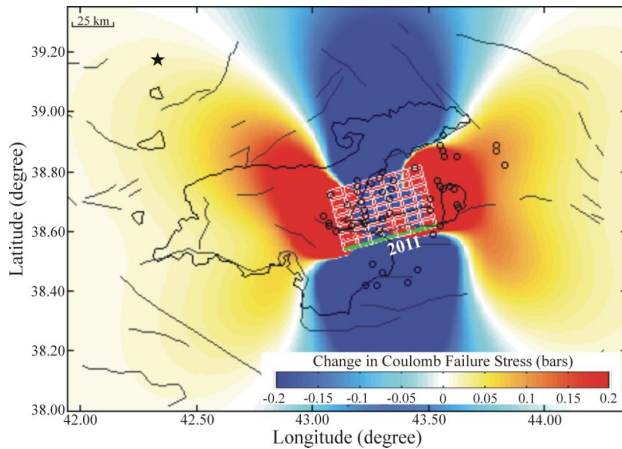 25 km
39.20
39.00
38.80
38.60
38.40
38.20
38.00
Latitude (degree)
2011
Change in Coulomb Failure Stress (bars)
-0.2 -0.15 -0.1 -0.05 0 0.05 0.1 0.15 0.2
42.00 42.50 43.00 43.50 44.00
Longitude (degree)